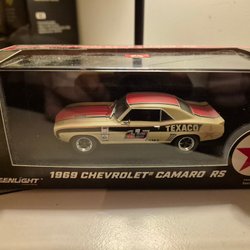 TEXACO
GREENLIGHT
1969 CHEVROLET® CAMARO RS